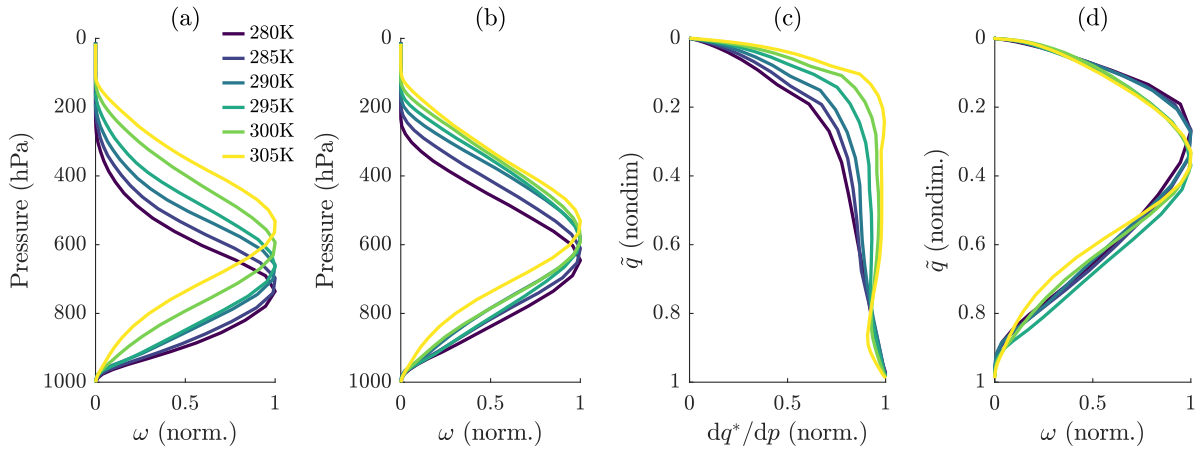 (a)
280K
285K
290K
295K
300K
305K
0
200
400
600
800
1000
Pressure (hPa)
0
0.5
1
ω (norm.)
(b)
0
200
400
600
800
1000
Pressure (hPa)
0
0.5
1
ω (norm.)
(c)
0
0.2
0.4
0.6
0.8
1
q̃ (nondim)
0
0.5
1
dq*/dp (norm.)
(d)
0
0.2
0.4
0.6
0.8
1
q̃ (nondim.)
0
0.5
1
ω (norm.)